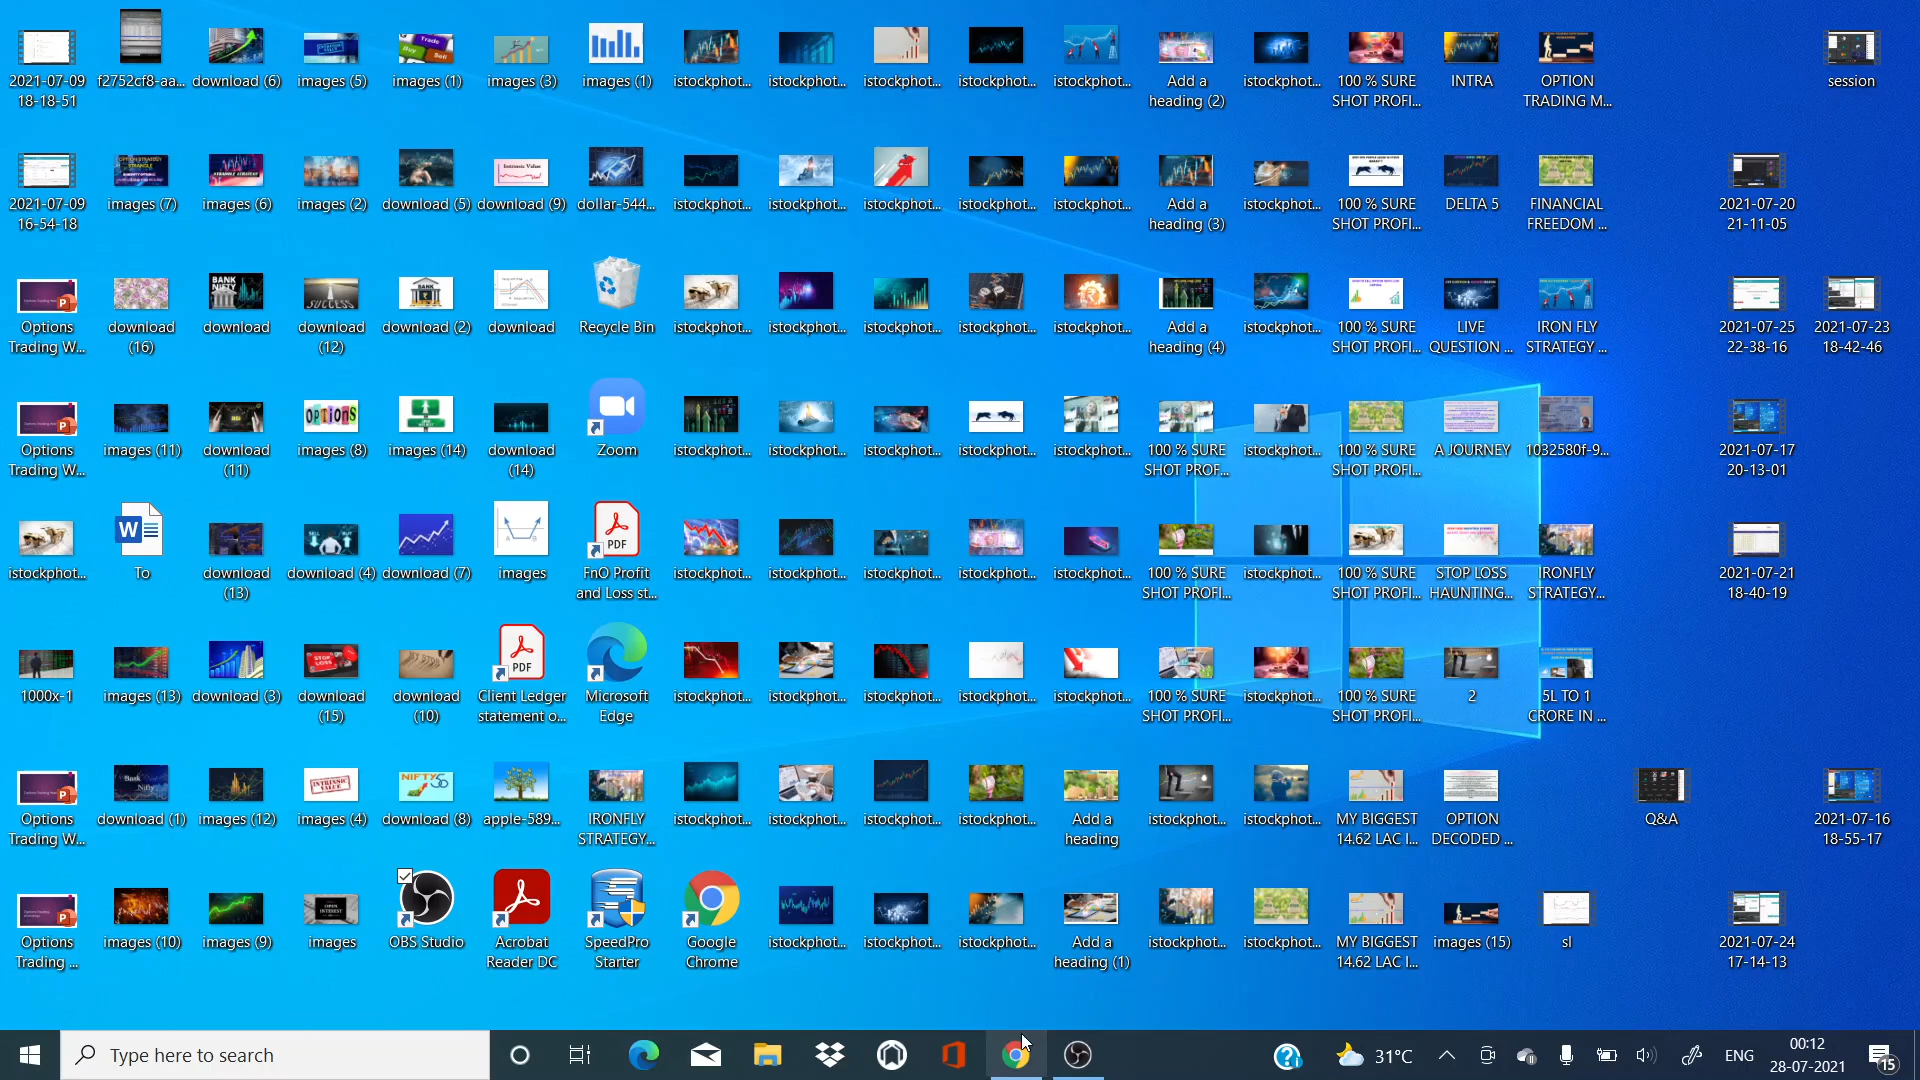 2021-07-09
18-18-51
f2752cf8-aa...
download (6)
images (5)
images (1)
images (3)
images (1)
istockphot...
istockphot...
istockphot...
istockphot...
istockphot...
Add a
heading (2)
istockphot...
100 % SURE
SHOT PROFI...
INTRA
OPTION
TRADING M...
session
2021-07-09
16-54-18
images (7)
images (6)
images (2)
download (5)
download (9)
dollar-544...
istockphot...
istockphot...
istockphot...
istockphot...
istockphot...
Add a
heading (3)
istockphot...
100 % SURE
SHOT PROFI...
DELTA 5
FINANCIAL
FREEDOM ...
2021-07-20
21-11-05
Options
Trading W...
download
(16)
download
download
(12)
download (2)
download
Recycle Bin
istockphot...
istockphot...
istockphot...
istockphot...
istockphot...
Add a
heading (4)
istockphot...
100 % SURE
SHOT PROFI...
LIVE
QUESTION ...
IRON FLY
STRATEGY ...
2021-07-25
22-38-16
2021-07-23
18-42-46
Options
Trading W...
images (11)
download
(11)
images (8)
images (14)
download
(14)
Zoom
istockphot...
istockphot...
istockphot...
istockphot...
istockphot...
100 % SURE
SHOT PROF...
istockphot...
100 % SURE
SHOT PROFI...
A JOURNEY
1032580f-9...
2021-07-17
20-13-01
istockphot...
To
download
(13)
download (4)
download (7)
images
FnO Profit
and Loss st...
istockphot...
istockphot...
istockphot...
istockphot...
istockphot...
100 % SURE
SHOT PROFI...
istockphot...
100 % SURE
SHOT PROFI...
STOP LOSS
HAUNTING...
IRONFLY
STRATEGY...
2021-07-21
18-40-19
1000x-1
images (13)
download (3)
download
(15)
download
(10)
Client Ledger
statement o...
Microsoft
Edge
istockphot...
istockphot...
istockphot...
istockphot...
istockphot...
100 % SURE
SHOT PROFI...
istockphot...
100 % SURE
SHOT PROFI...
2
5L TO 1
CRORE IN ...
Options
Trading W...
download (1)
images (12)
images (4)
download (8)
apple-589...
IRONFLY
STRATEGY...
istockphot...
istockphot...
istockphot...
istockphot...
Add a
heading
istockphot...
istockphot...
MY BIGGEST
14.62 LAC I...
OPTION
DECODED ...
Q&A
2021-07-16
18-55-17
Options
Trading ...
images (10)
images (9)
images
OBS Studio
Acrobat
Reader DC
SpeedPro
Starter
Google
Chrome
istockphot...
istockphot...
istockphot...
Add a
heading (1)
istockphot...
istockphot...
MY BIGGEST
14.62 LAC I...
images (15)
sl
2021-07-24
17-14-13
Type here to search
31°C
ENG
00:12
28-07-2021
15